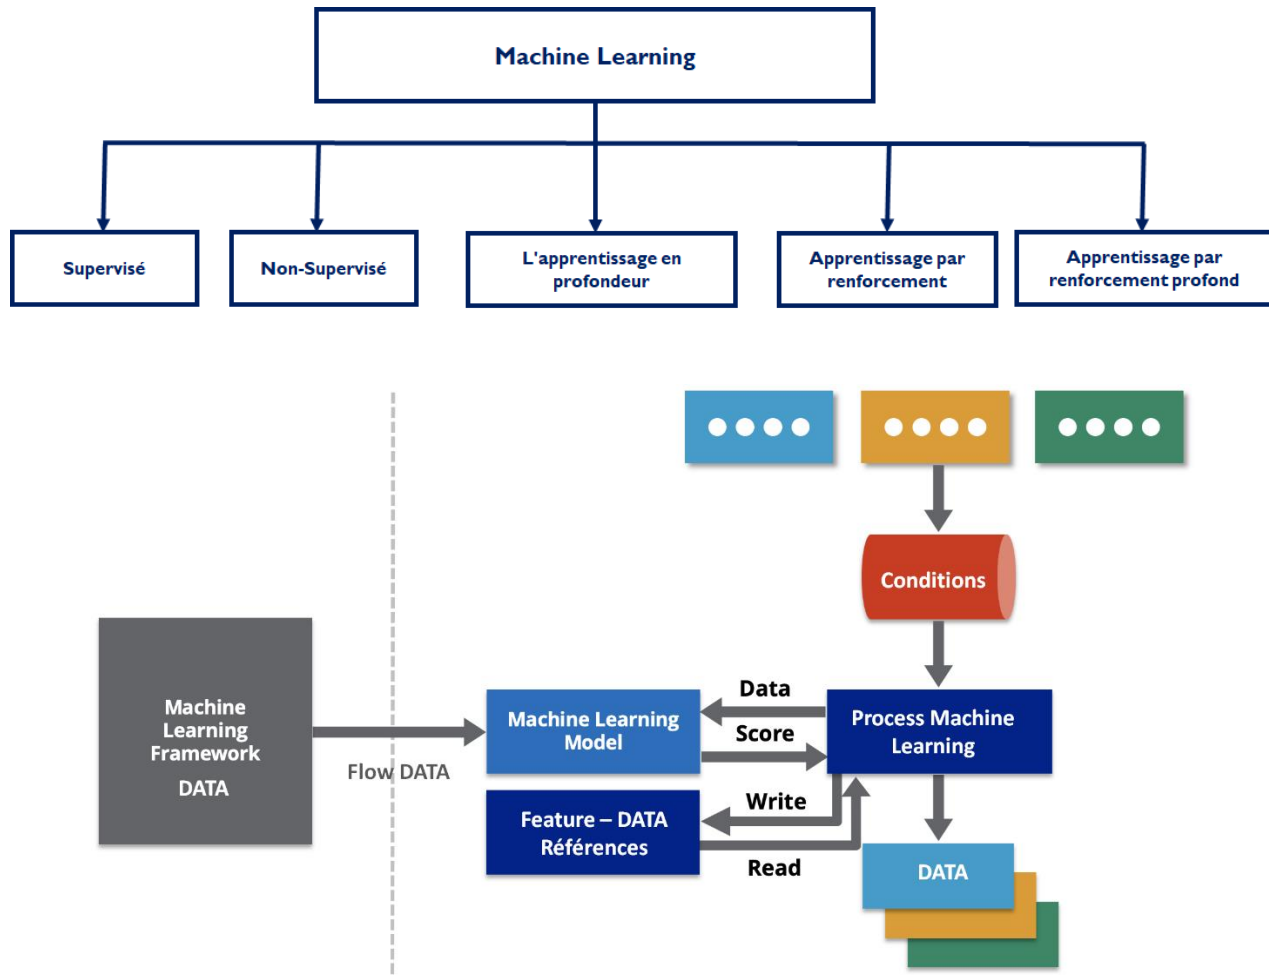 Machine Learning
Supervisé
Non-Supervisé
L'apprentissage en
profondeur
Apprentissage par
renforcement
Apprentissage par
renforcement profond
Conditions
Machine
Learning
Framework
DATA
Flow DATA
Machine Learning
Model
Data
Score
Process Machine
Learning
Feature – DATA
Références
Write
Read
DATA